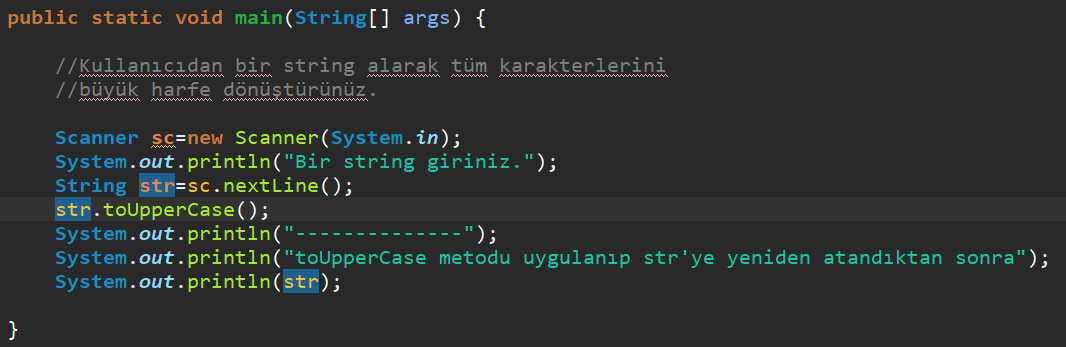 public static void main(String[] args) {
//Kullanıcıdan bir string alarak tüm karakterlerini
//büyük harfe dönüştürünüz.
Scanner sc=new Scanner(System.in);
System.out.println("Bir string giriniz.");
String str=sc.nextLine();
str.toUpperCase();
System.out.println("--------------");
System.out.println("toUpperCase metodu uygulanıp str'ye yeniden atandıktan sonra");
System.out.println(str);
}